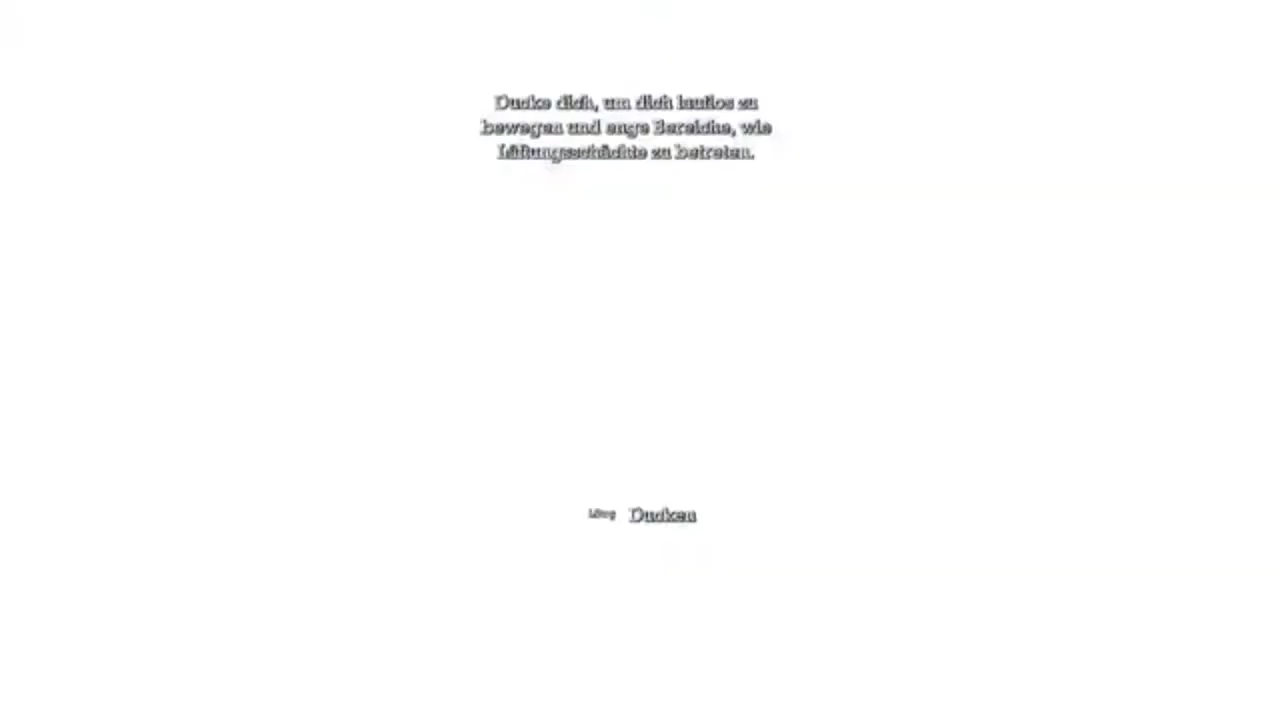 Ducke dich, um dich lautlos zu
bewegen und enge Bereiche, wie
Lüftungsschächte zu betreten.
Ducken